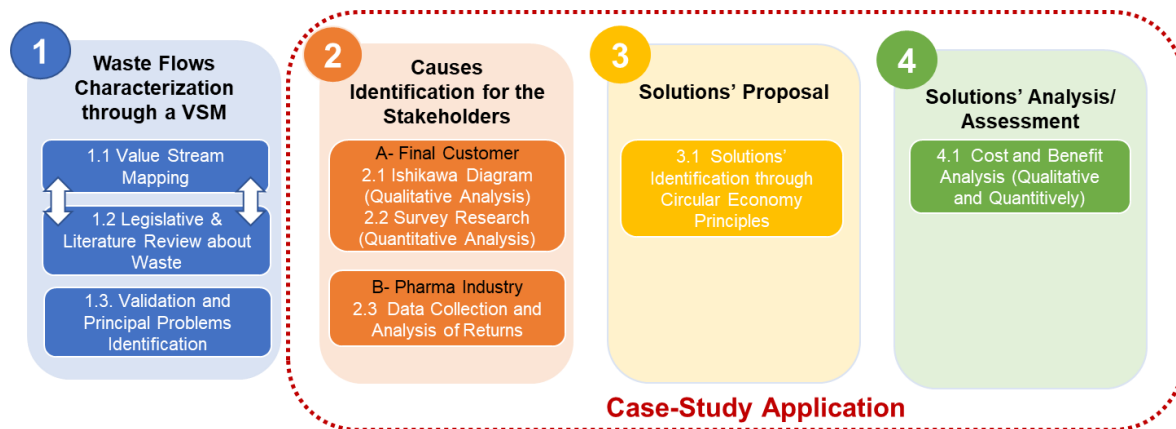 1
Waste Flows
Characterization
through a VSM
1.1 Value Stream
Mapping
1.2 Legislative &
Literature Review about
Waste
1.3. Validation and
Principal Problems
Identification
2
Causes
Identification for the
Stakeholders
A- Final Customer
2.1 Ishikawa Diagram
(Qualitative Analysis)
2.2 Survey Research
(Quantitative Analysis)
B- Pharma Industry
2.3 Data Collection and
Analysis of Returns
3
Solutions' Proposal
3.1 Solutions'
Identification through
Circular Economy
Principles
4
Solutions' Analysis/
Assessment
4.1 Cost and Benefit
Analysis (Qualitative
and Quantitively)
Case-Study Application